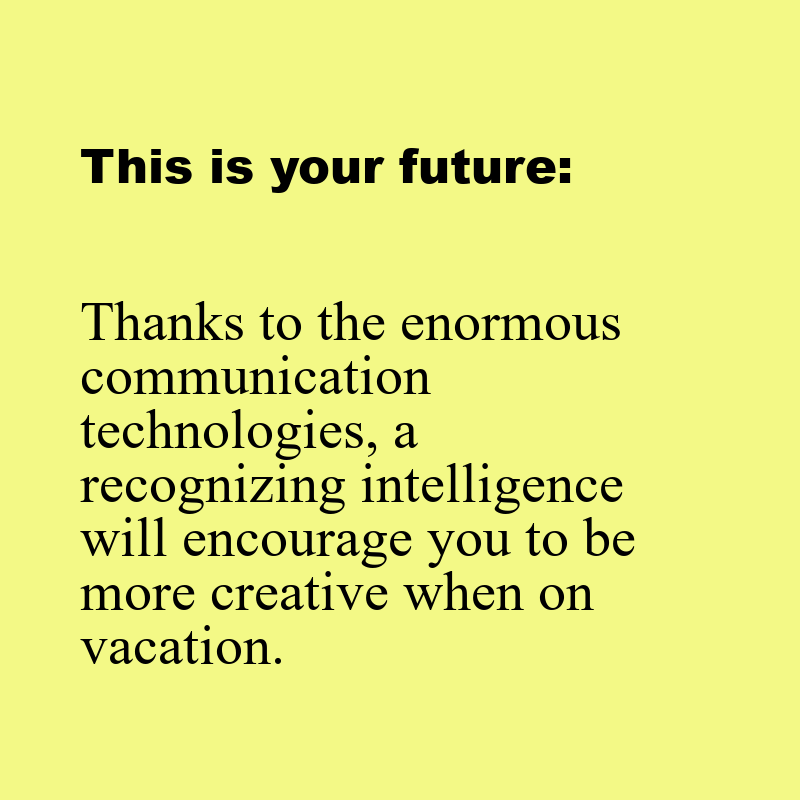 This is your future:
Thanks to the enormous
communication
technologies, a
recognizing intelligence
will encourage you to be
more creative when on
vacation.